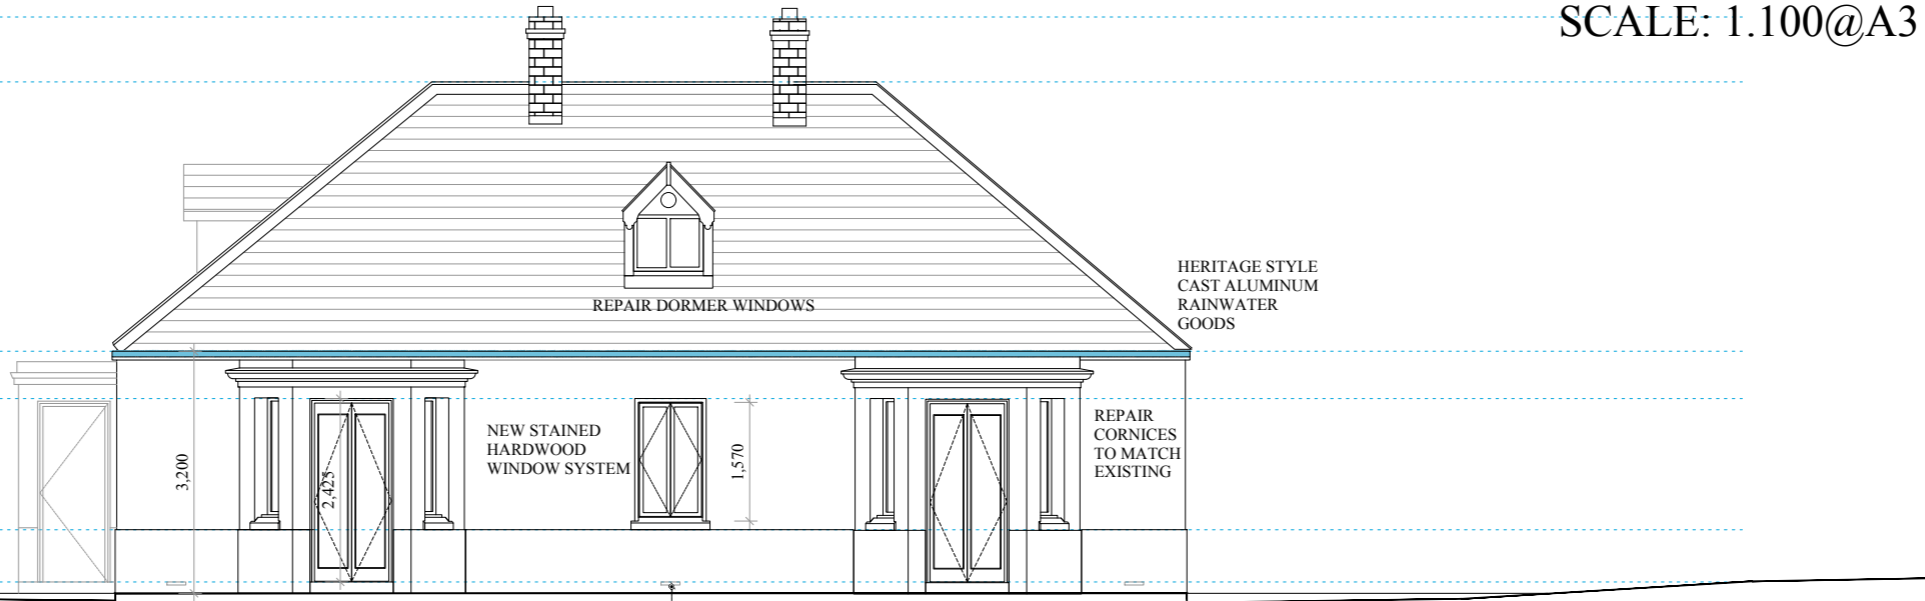 SCALE: 1.100@A3
HERITAGE STYLE
CAST ALUMINUM
RAINWATER
GOODS
REPAIR DORMER WINDOWS
3,200
2,425
NEW STAINED
HARDWOOD
WINDOW SYSTEM
1,570
REPAIR
CORNICES
TO MATCH
EXISTING